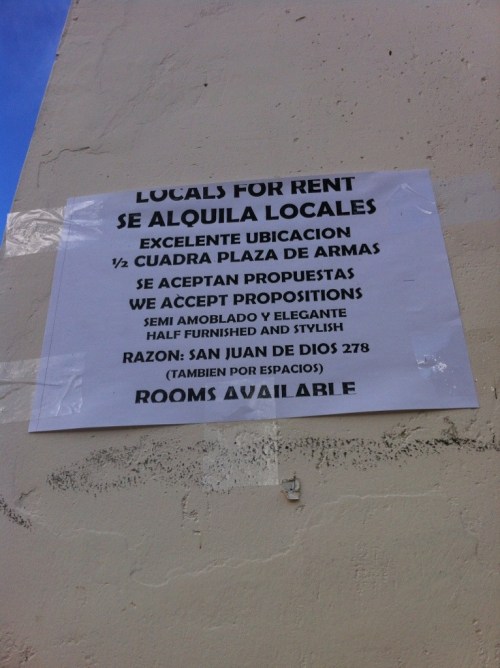 LOCALS FOR RENT
SE ALQUILA LOCALES
EXCELENTE UBICACION
½ CUADRA PLAZA DE ARMAS
SE ACEPTAN PROPUESTAS
WE ACCEPT PROPOSITIONS
SEMI AMOBLADO Y ELEGANTE
HALF FURNISHED AND STYLISH
RAZON: SAN JUAN DE DIOS 278
(TAMBIEN POR ESPACIOS)
ROOMS AVAILABLE